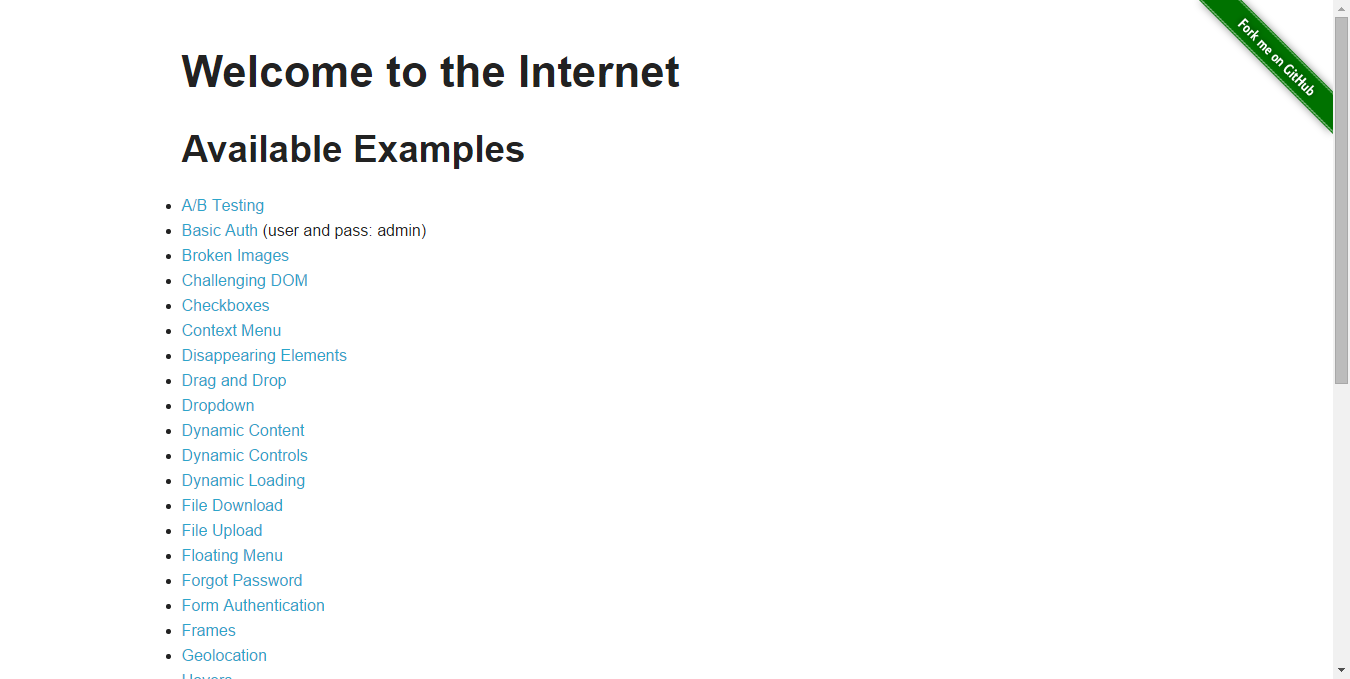 Fork me on GitHub
Welcome to the Internet
Available Examples
A/B Testing
Basic Auth (user and pass: admin)
Broken Images
Challenging DOM
Checkboxes
Context Menu
Disappearing Elements
Drag and Drop
Dropdown
Dynamic Content
Dynamic Controls
Dynamic Loading
File Download
File Upload
Floating Menu
Forgot Password
Form Authentication
Frames
Geolocation